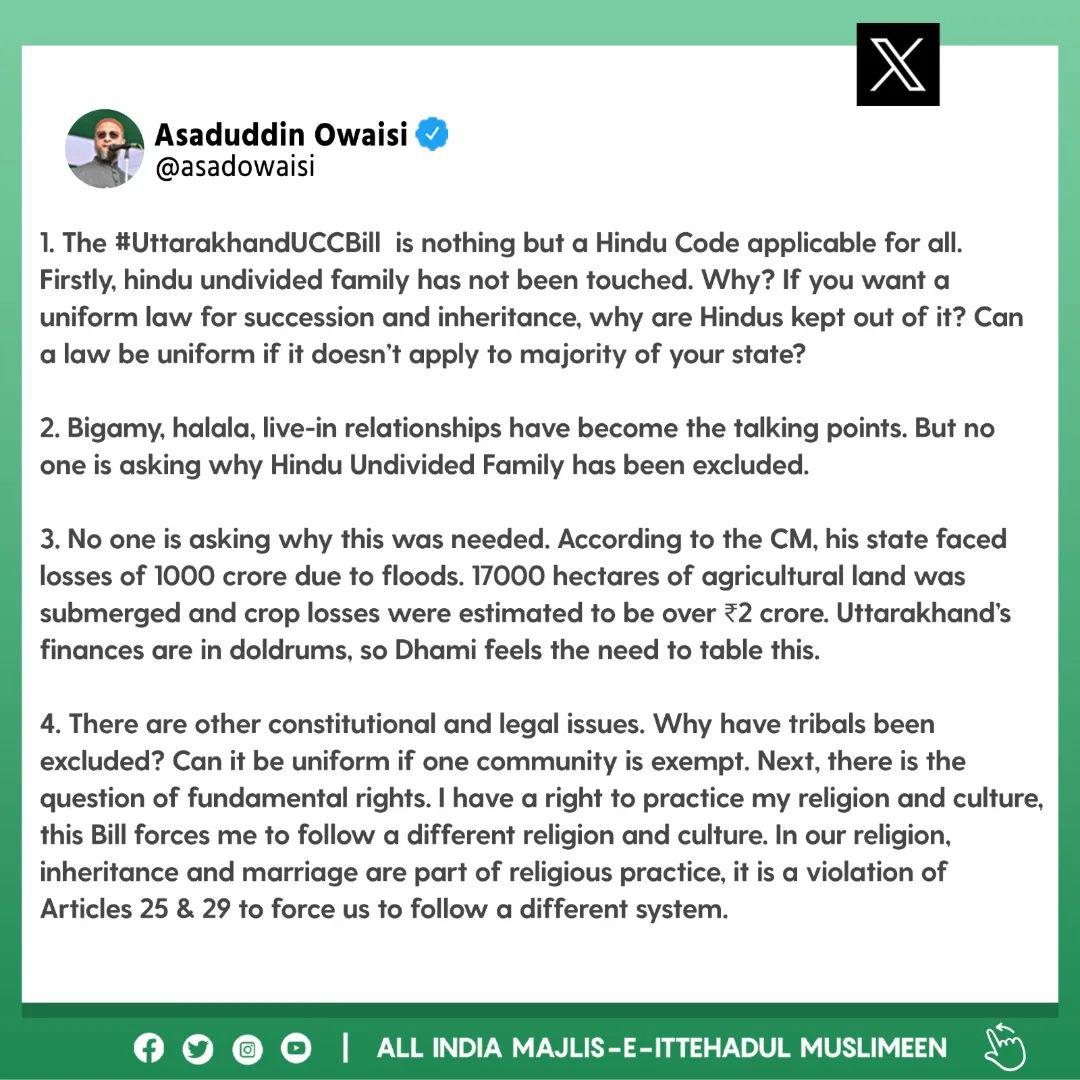 X
Asaduddin Owaisi
@asadowaisi
1. The #UttarakhandUCCBill is nothing but a Hindu Code applicable for all.
Firstly, hindu undivided family has not been touched. Why? If you want a
uniform law for succession and inheritance, why are Hindus kept out of it? Can
a law be uniform if it doesn't apply to majority of your state?
2. Bigamy, halala, live-in relationships have become the talking points. But no
one is asking why Hindu Undivided Family has been excluded.
3. No one is asking why this was needed. According to the CM, his state faced
losses of 1000 crore due to floods. 17000 hectares of agricultural land was
submerged and crop losses were estimated to be over ₹2 crore. Uttarakhand's
finances are in doldrums, so Dhami feels the need to table this.
4. There are other constitutional and legal issues. Why have tribals been
excluded? Can it be uniform if one community is exempt. Next, there is the
question of fundamental rights. I have a right to practice my religion and culture,
this Bill forces me to follow a different religion and culture. In our religion,
inheritance and marriage are part of religious practice, it is a violation of
Articles 25 & 29 to force us to follow a different system.
| ALL INDIA MAJLIS-E-ITTEHADUL MUSLIMEEN